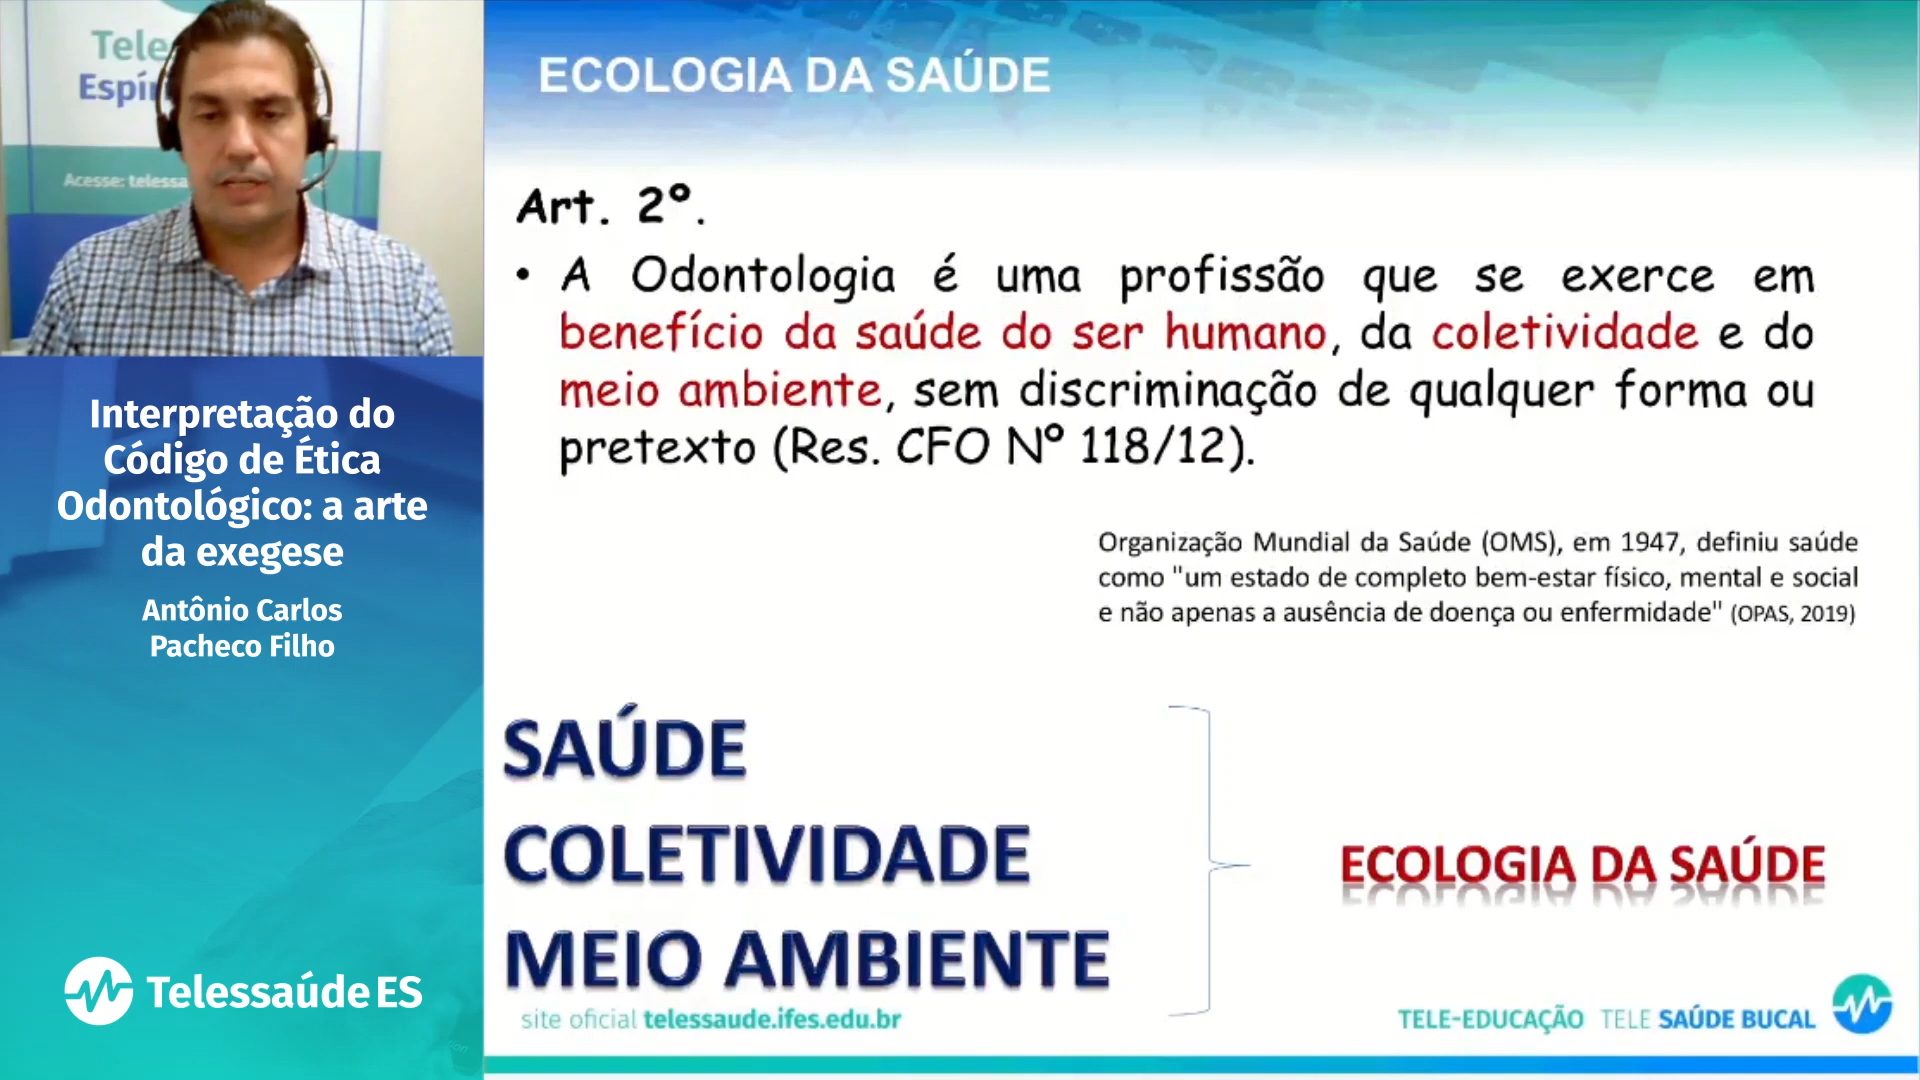 Tele
Espír
Acesse: telessa
Interpretação do
Código de Ética
Odontológico: a arte
da exegese
Antônio Carlos
Pacheco Filho
TelessaúdeES
ECOLOGIA DA SAÚDE
Art. 2º.
• A Odontologia é uma profissão que se exerce em
benefício da saúde do ser humano, da coletividade e do
meio ambiente, sem discriminação de qualquer forma ou
pretexto (Res. CFO Nº 118/12).
Organização Mundial da Saúde (OMS), em 1947, definiu saúde
como "um estado de completo bem-estar físico, mental e social
e não apenas a ausência de doença ou enfermidade" (OPAS, 2019)
SAÚDE
COLETIVIDADE
MEIO AMBIENTE
ECOLOGIA DA SAÚDE
site oficial telessaude.ifes.edu.br
TELE-EDUCAÇÃO TELE SAÚDE BUCAL